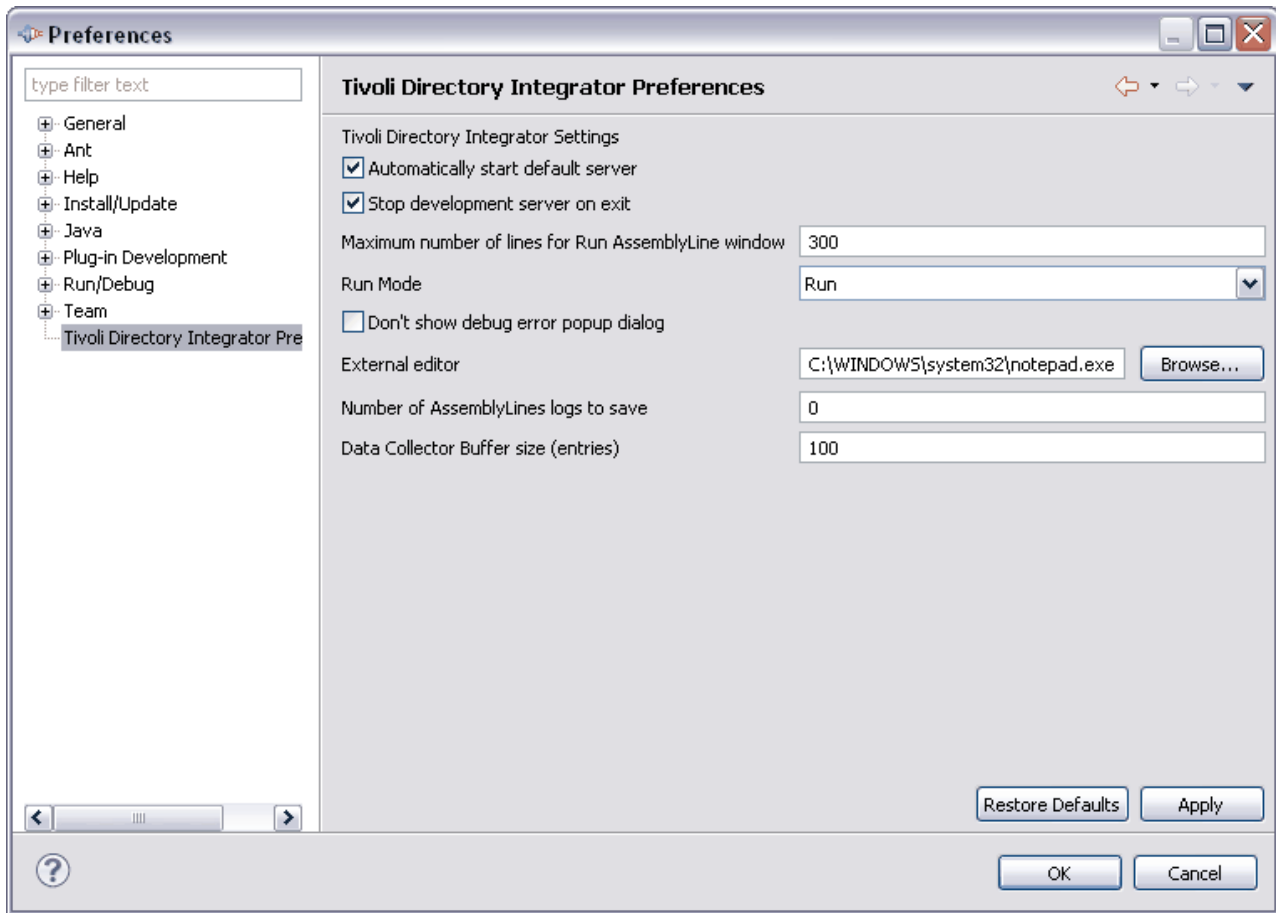 Preferences
type filter text
General
Ant
Help
Install/Update
Java
Plug-in Development
Run/Debug
Team
Tivoli Directory Integrator Pre
Tivoli Directory Integrator Preferences
Tivoli Directory Integrator Settings
Automatically start default server
Stop development server on exit
Maximum number of lines for Run AssemblyLine window 300
Run Mode Run
Don't show debug error popup dialog
External editor C:\WINDOWS\system32\notepad.exe Browse...
Number of AssemblyLines logs to save 0
Data Collector Buffer size (entries) 100
Restore Defaults Apply
? OK Cancel